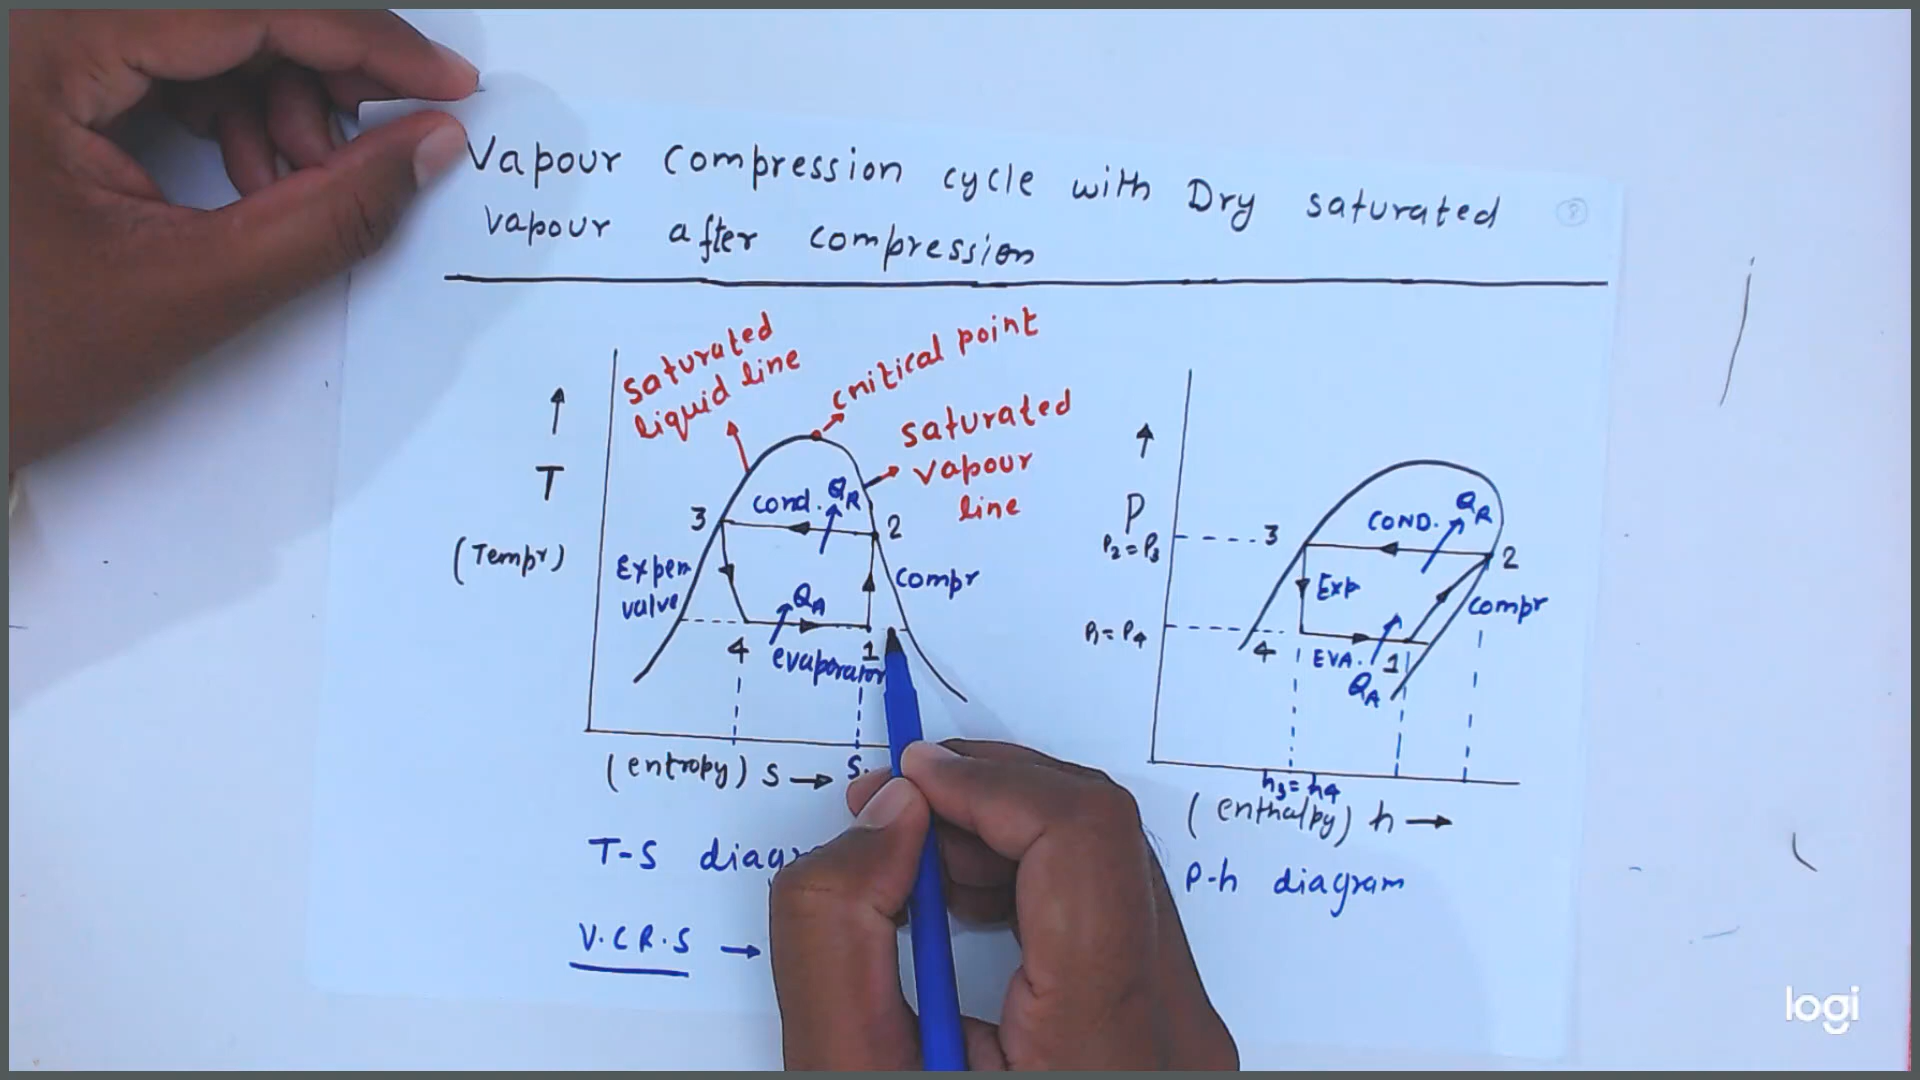 Vapour compression cycle with Dry saturated
vapour after compression
saturated
liquid line
critical point
saturated
vapour
line
T
(Tempr)
3
cond.
QR
2
valve
compr
QA
4
1
evaporator
(entropy) S →
T-S
V.C.R.S →
P
P2 = P3
3
COND.
QR
2
Exp
compr
P1 = P4
4
EVA.
1
QA
h3 = h4
(enthalpy) h →
P-h diagram
logi